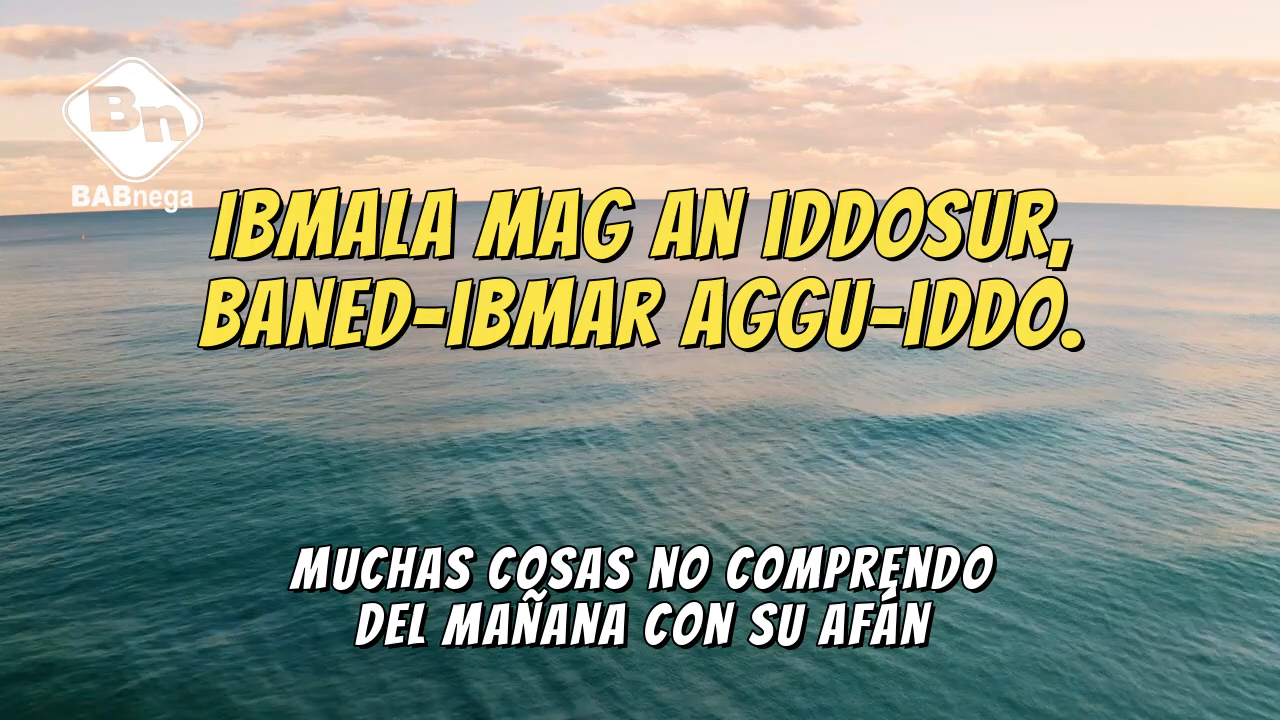 Bn
BABnega
IBMALA MAG AN IDDOSUR,
BANED-IBMAR AGGU-IDDO.
MUCHAS COSAS NO COMPRENDO
DEL MAÑANA CON SU AFÁN